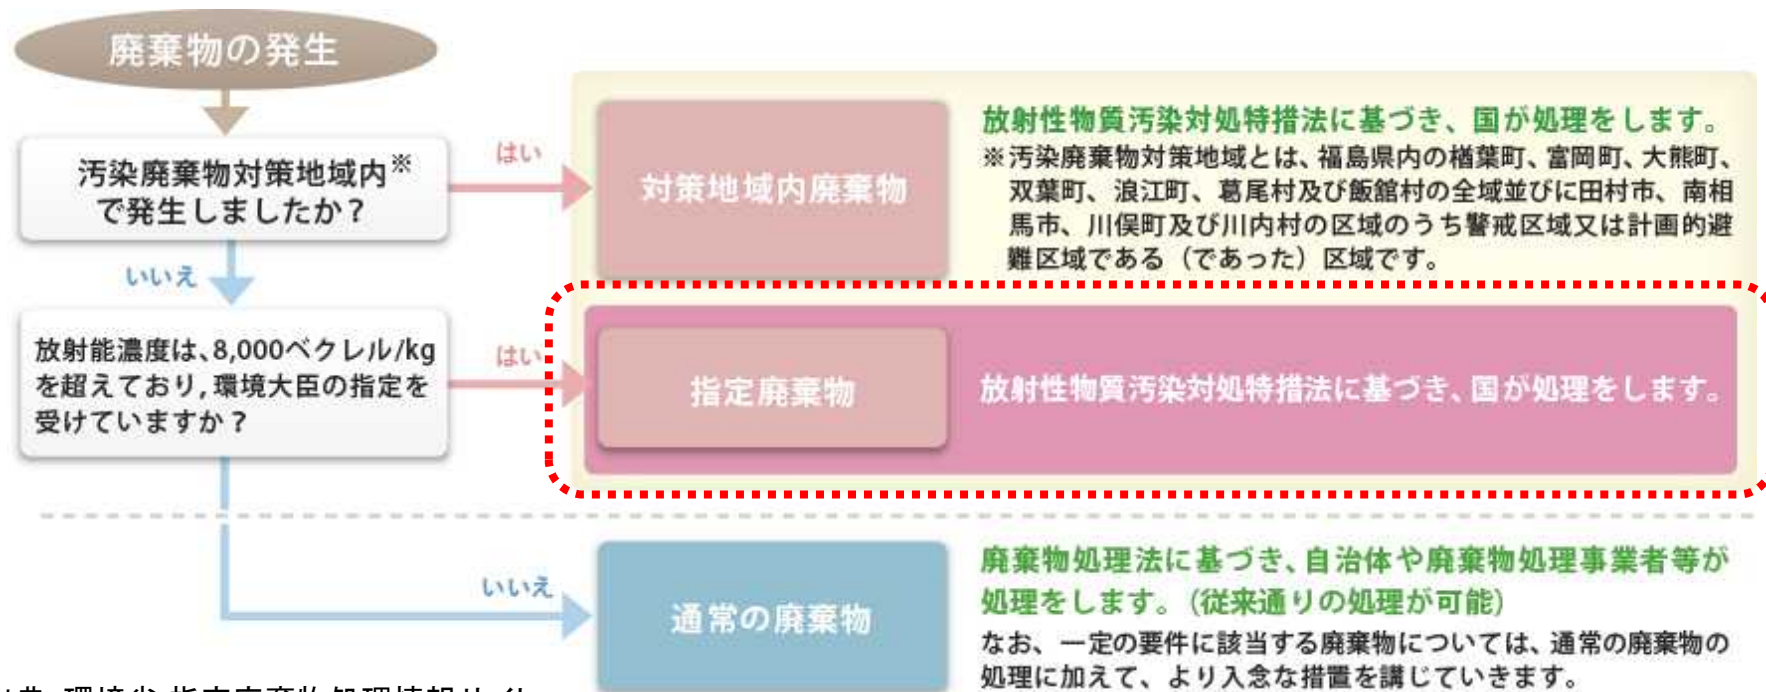 廃棄物の発生
汚染廃棄物対策地域内※
で発生しましたか？
はい
対策地域内廃棄物
放射性物質汚染対処特措法に基づき、国が処理をします。
※汚染廃棄物対策地域とは、福島県内の楢葉町、富岡町、大熊町、
双葉町、浪江町、葛尾村及び飯舘村の全域並びに田村市、南相
馬市、川俣町及び川内村の区域のうち警戒区域又は計画的避
難区域である（であった）区域です。
いいえ
放射能濃度は、8,000ベクレル/kg
を超えており,環境大臣の指定を
受けていますか？
はい
指定廃棄物
放射性物質汚染対処特措法に基づき、国が処理をします。
いいえ
通常の廃棄物
廃棄物処理法に基づき、自治体や廃棄物処理事業者等が
処理をします。(従来通りの処理が可能)
なお、一定の要件に該当する廃棄物については、通常の廃棄物の
処理に加えて、より入念な措置を講じていきます。